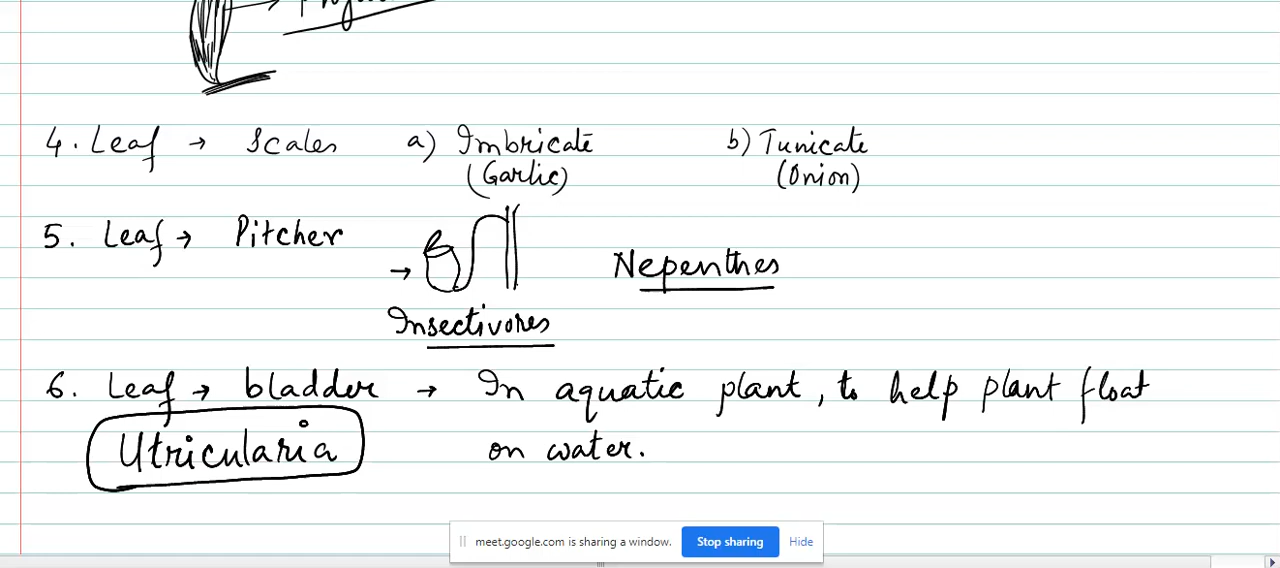 4. Leaf → Scales a) Imbricate b) Tunicate
(Garlic) (Onion)
5. Leaf → Pitcher → Nepenthes
Insectivores
6. Leaf → bladder → In aquatic plant, to help plant float
Utricularia on water.
meet.google.com is sharing a window. Stop sharing Hide